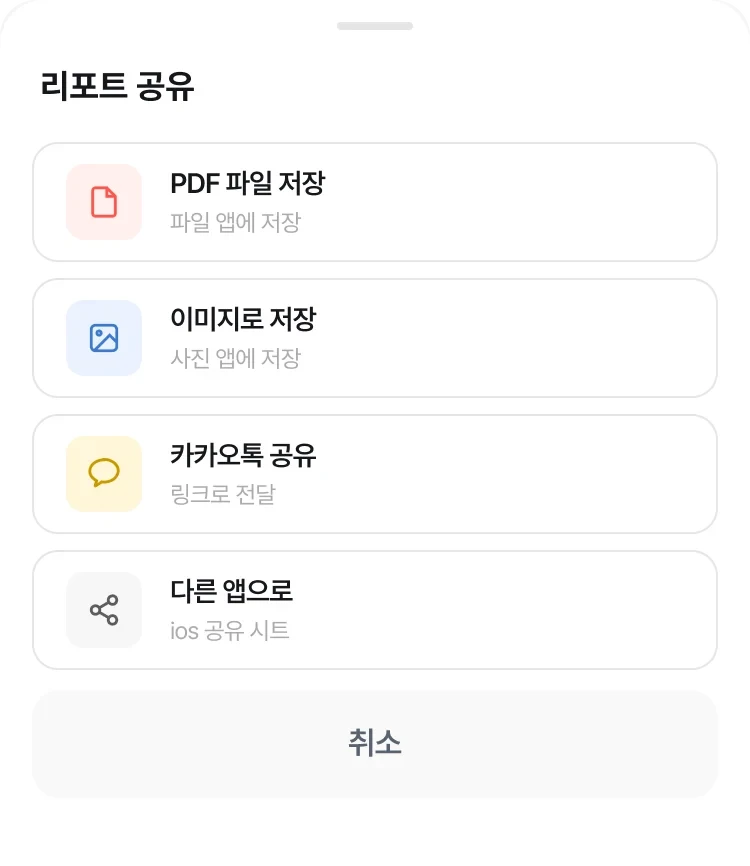 리포트 공유
PDF 파일 저장
파일 앱에 저장
이미지로 저장
사진 앱에 저장
카카오톡 공유
링크로 전달
다른 앱으로
ios 공유 시트
취소